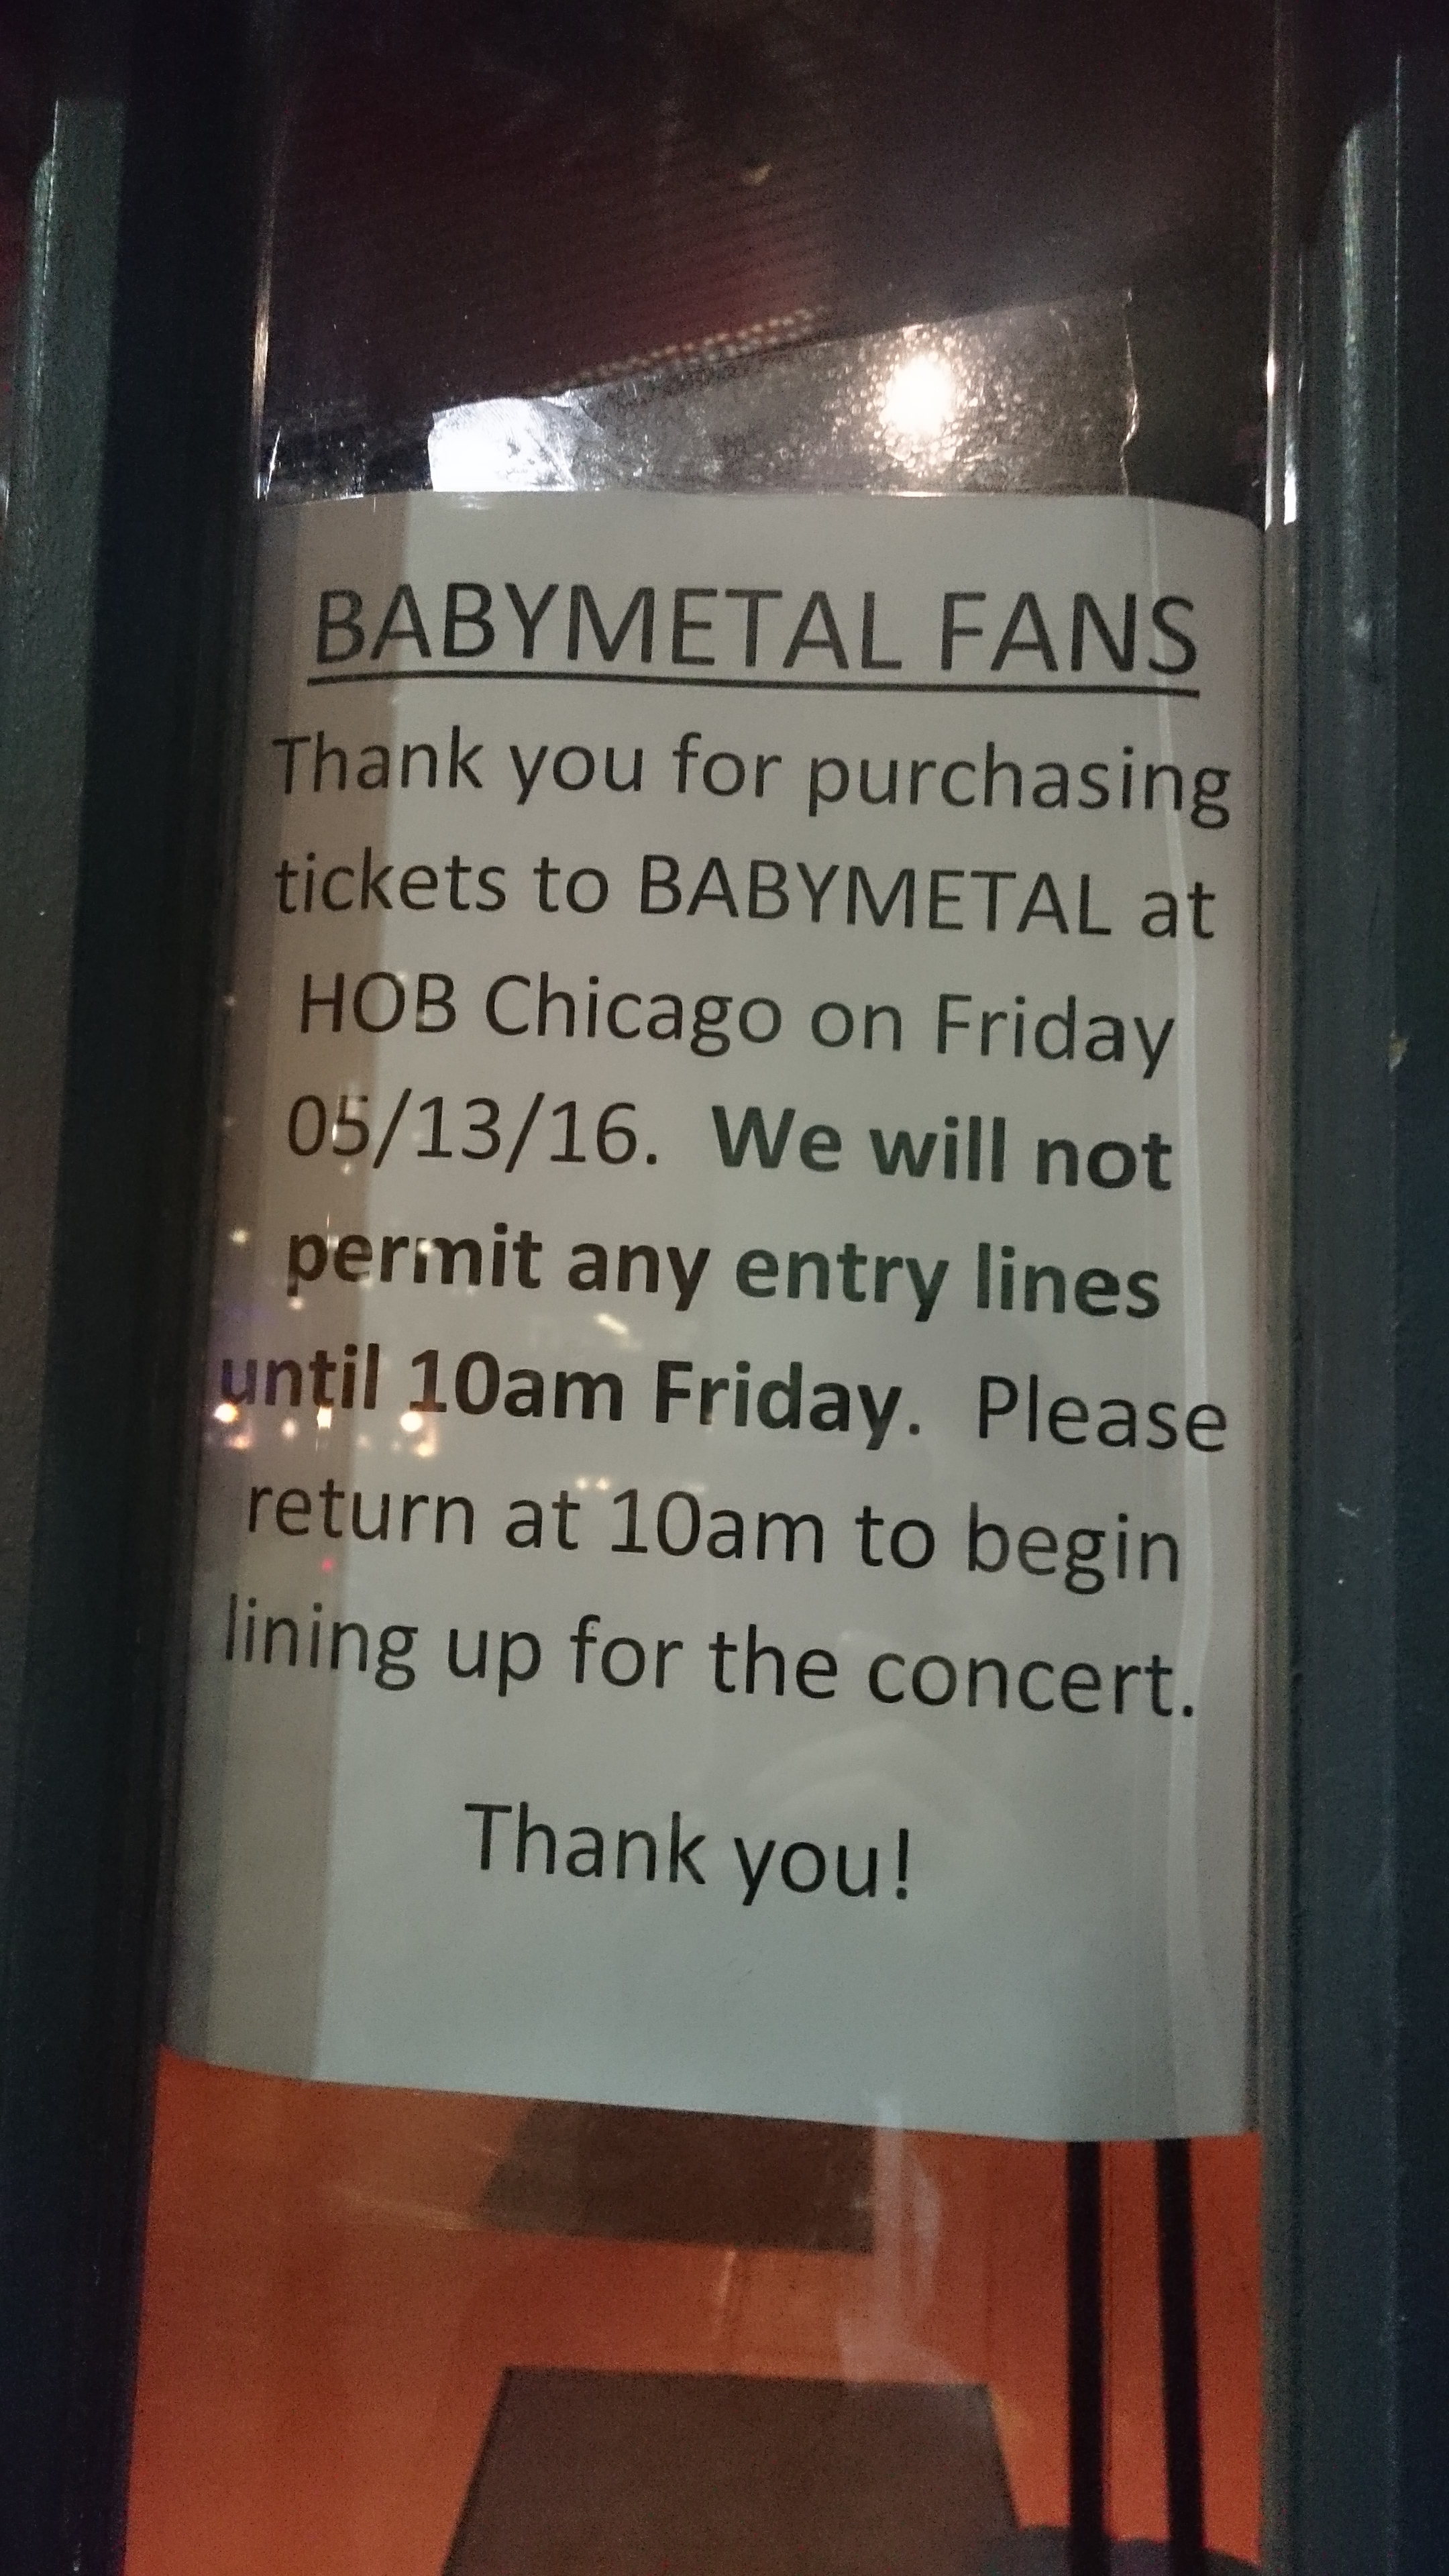 BABYMETAL FANS
Thank you for purchasing
tickets to BABYMETAL at
HOB Chicago on Friday
05/13/16.  We will not
permit any entry lines
until 10am Friday.  Please
return at 10am to begin
lining up for the concert.
Thank you!